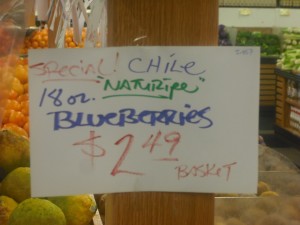 SPECIAL! CHILE
"NATURIPE"
18 oz.
BLUEBERRIES
$2.49
BASKET